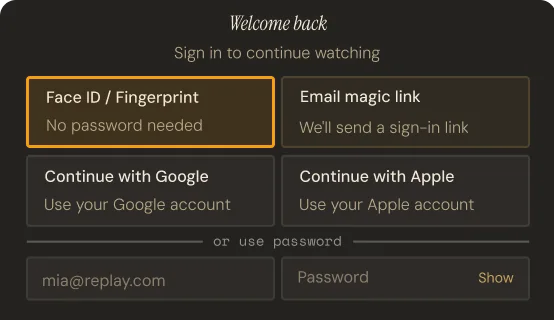 Welcome back
Sign in to continue watching
Face ID / Fingerprint
No password needed
Email magic link
We'll send a sign-in link
Continue with Google
Use your Google account
Continue with Apple
Use your Apple account
or use password
mia@replay.com
Password
Show